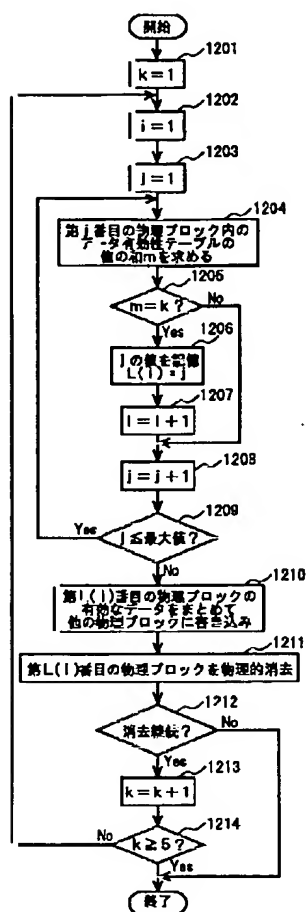 開始
1201
k=1
1202
i=1
1203
j=1
1204
第j番目の物理ブロック内の
データ有効性テーブルの
値の和mを求める
1205
m=k?
No
Yes
1206
jの値を記憶
L(i)=j
1207
i=i+1
1208
j=j+1
1209
Yes
j≦最大値?
No
1210
第L(i)番目の物理ブロックの
有効なデータをまとめて
他の物理ブロックに書き込み
1211
第L(i)番目の物理ブロックを物理的消去
1212
消去継続?
No
Yes
1213
k=k+1
1214
No
k≧5?
Yes
終了